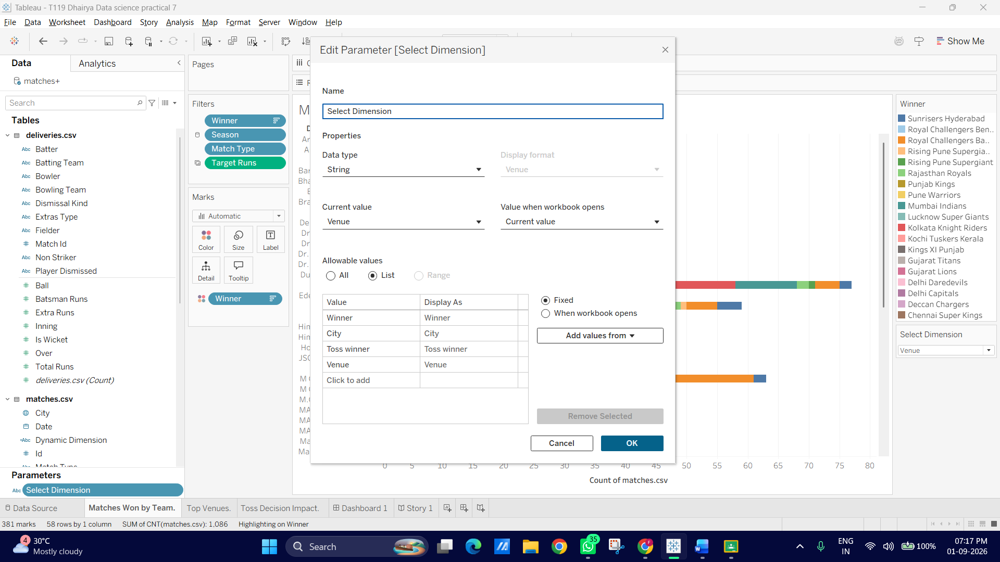 Tableau - T119 Dhairya Data science practical 7
File Data Worksheet Dashboard Story Analysis Map Format Server Window Help
Show Me
Data Analytics
matches+
Search
Tables
deliveries.csv
Abc Batter
Abc Batting Team
Abc Bowler
Abc Bowling Team
Abc Dismissal Kind
Abc Extras Type
Abc Fielder
# Match Id
Abc Non Striker
Abc Player Dismissed
# Ball
# Batsman Runs
# Extra Runs
# Inning
# Is Wicket
# Over
# Total Runs
# deliveries.csv (Count)
matches.csv
City
Date
=Abc Dynamic Dimension
# Id
Parameters
Abc Select Dimension
Pages
Filters
Winner
Season
Match Type
Target Runs
Marks
Automatic
Color Size Label
Detail Tooltip
Winner
Edit Parameter [Select Dimension]
Name
Select Dimension
Properties
Data type Display format
String Venue
Current value Value when workbook opens
Venue Current value
Allowable values
All List Range
Value Display As
Winner Winner
City City
Toss winner Toss winner
Venue Venue
Click to add
Fixed
When workbook opens
Add values from
Remove Selected
Cancel OK
0 5 10 15 20 25 30 35 40 45 50 55 60 65 70 75 80
Count of matches.csv
Winner
Sunrisers Hyderabad
Royal Challengers Ben..
Royal Challengers Ba..
Rising Pune Supergia..
Rising Pune Supergiant
Rajasthan Royals
Punjab Kings
Pune Warriors
Mumbai Indians
Lucknow Super Giants
Kolkata Knight Riders
Kochi Tuskers Kerala
Kings XI Punjab
Gujarat Titans
Gujarat Lions
Delhi Daredevils
Delhi Capitals
Deccan Chargers
Chennai Super Kings
Select Dimension
Venue
Data Source Matches Won by Team. Top Venues. Toss Decision Impact. Dashboard 1 Story 1
381 marks 58 rows by 1 column SUM of CNT(matches.csv): 1,086 Highlighting on Winner
4 30°C
Mostly cloudy
Search
35
ENG
IN
100%
07:17 PM
01-09-2026